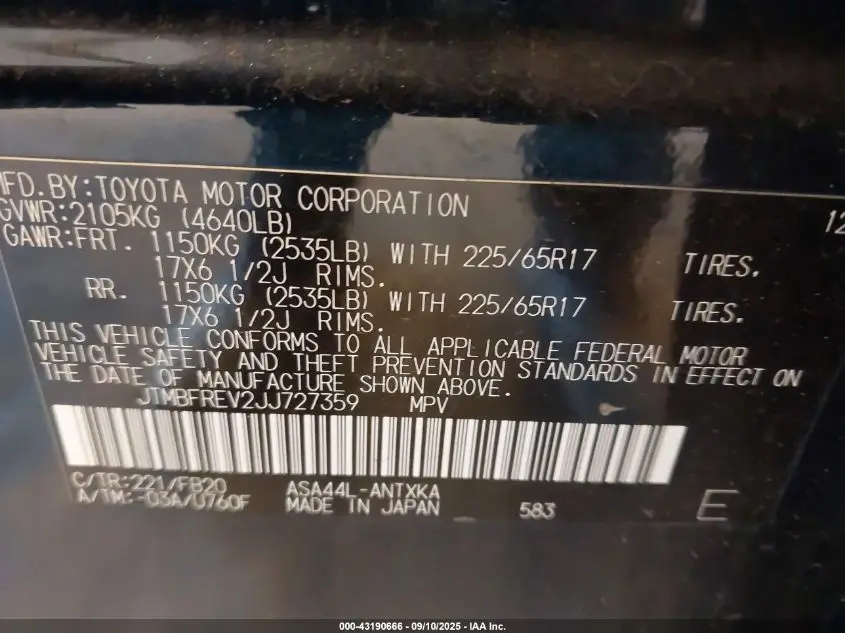 MFD.BY:TOYOTA MOTOR CORPORATION
12
GVWR:2105KG (4640LB)
GAWR:FRT. 1150KG (2535LB) WITH 225/65R17 TIRES.
17X6 1/2J RIMS.
RR. 1150KG (2535LB) WITH 225/65R17 TIRES.
17X6 1/2J RIMS.
THIS VEHICLE CONFORMS TO ALL APPLICABLE FEDERAL MOTOR
VEHICLE SAFETY AND THEFT PREVENTION STANDARDS IN EFFECT ON
THE DATE OF MANUFACTURE SHOWN ABOVE.
JTMBFREV2JJ727359 MPV
C/TR:221/FB20 ASA44L-ANTXKA
A/TM:-03A/U760F MADE IN JAPAN 583 E
000-43190666 - 09/10/2025 - IAA Inc.